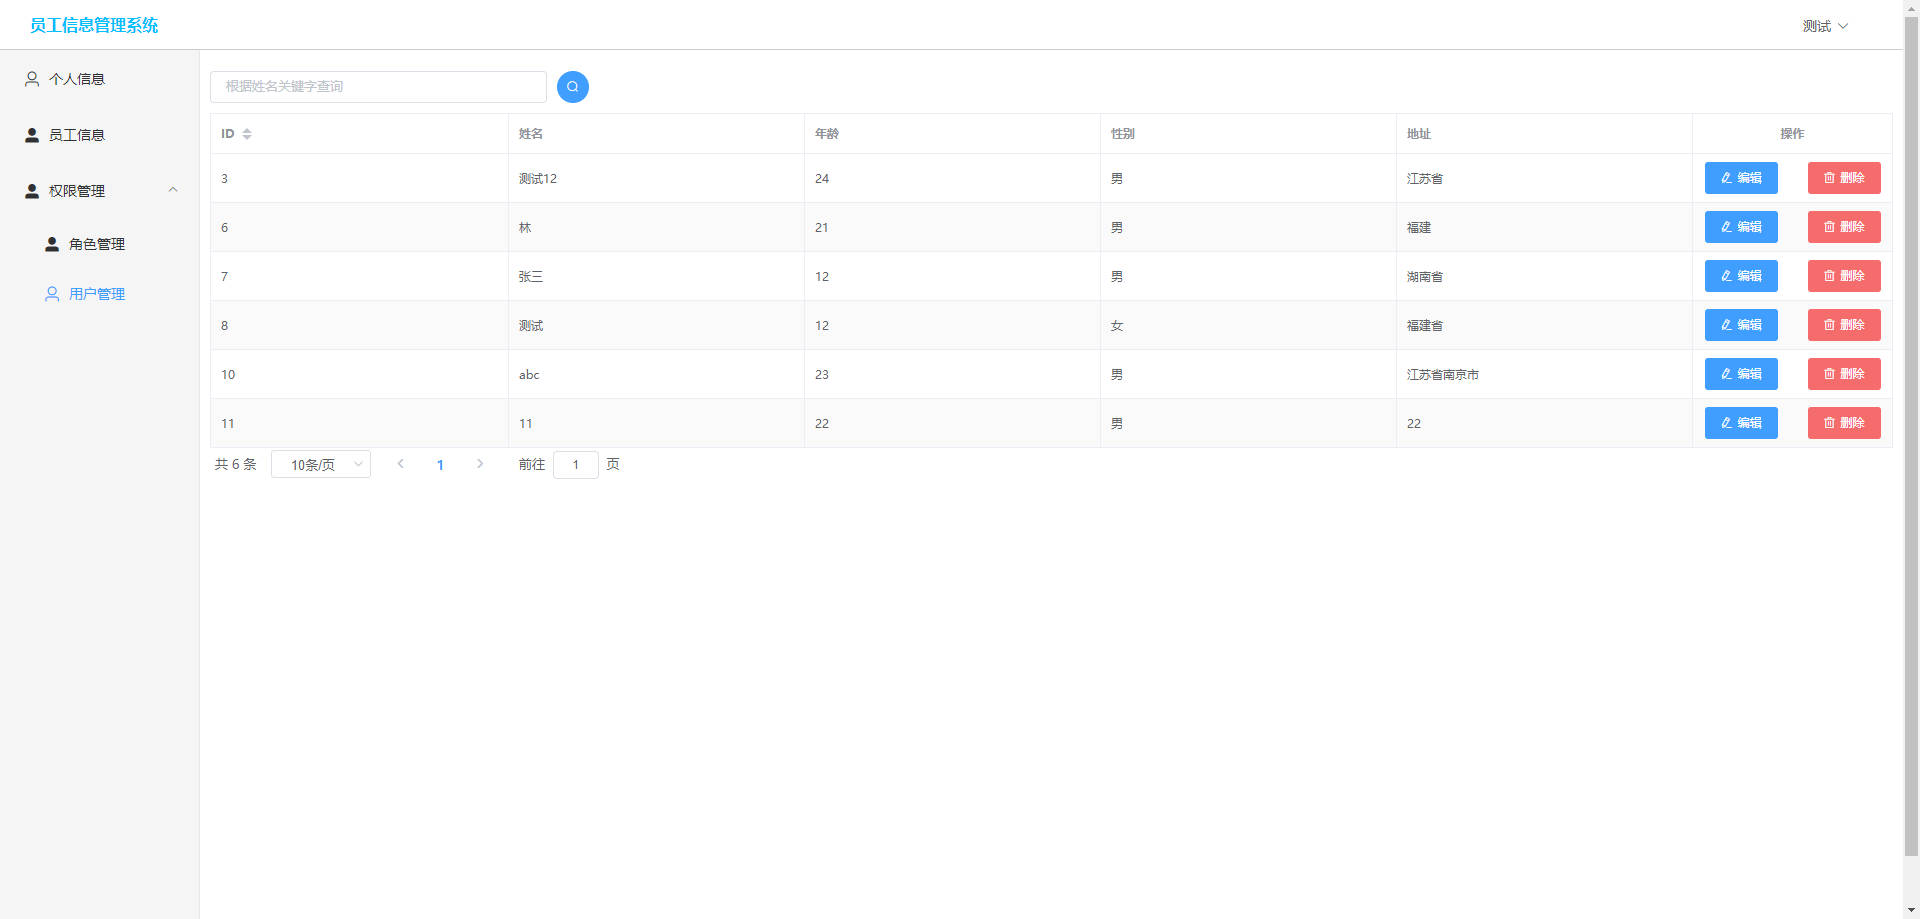 员工信息管理系统
测试
个人信息
员工信息
权限管理
角色管理
用户管理
根据姓名关键字查询
ID 姓名 年龄 性别 地址 操作
3 测试12 24 男 江苏省 编辑 删除
6 林 21 男 福建 编辑 删除
7 张三 12 男 湖南省 编辑 删除
8 测试 12 女 福建省 编辑 删除
10 abc 23 男 江苏省南京市 编辑 删除
11 11 22 男 22 编辑 删除
共 6 条 10条/页 1 前往 1 页